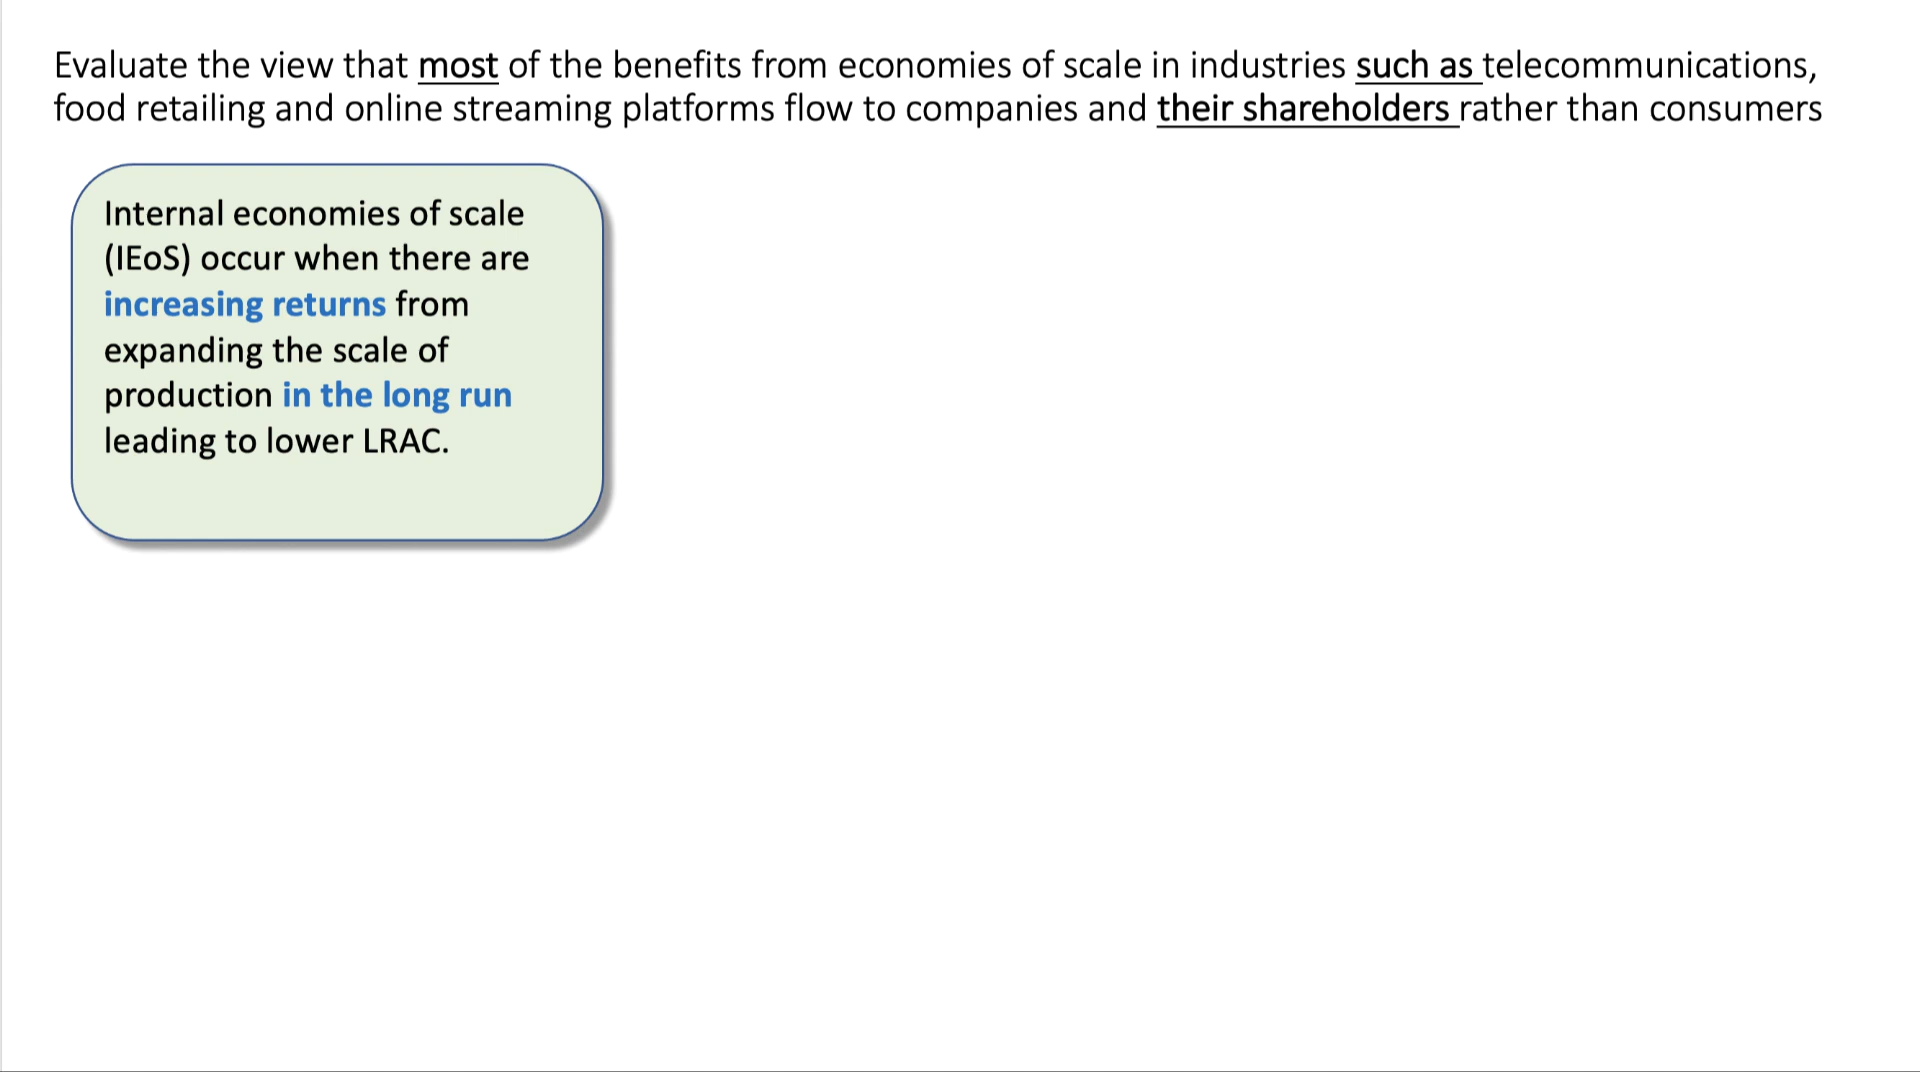 Evaluate the view that most of the benefits from economies of scale in industries such as telecommunications,
food retailing and online streaming platforms flow to companies and their shareholders rather than consumers
Internal economies of scale
(IEoS) occur when there are
increasing returns from
expanding the scale of
production in the long run
leading to lower LRAC.